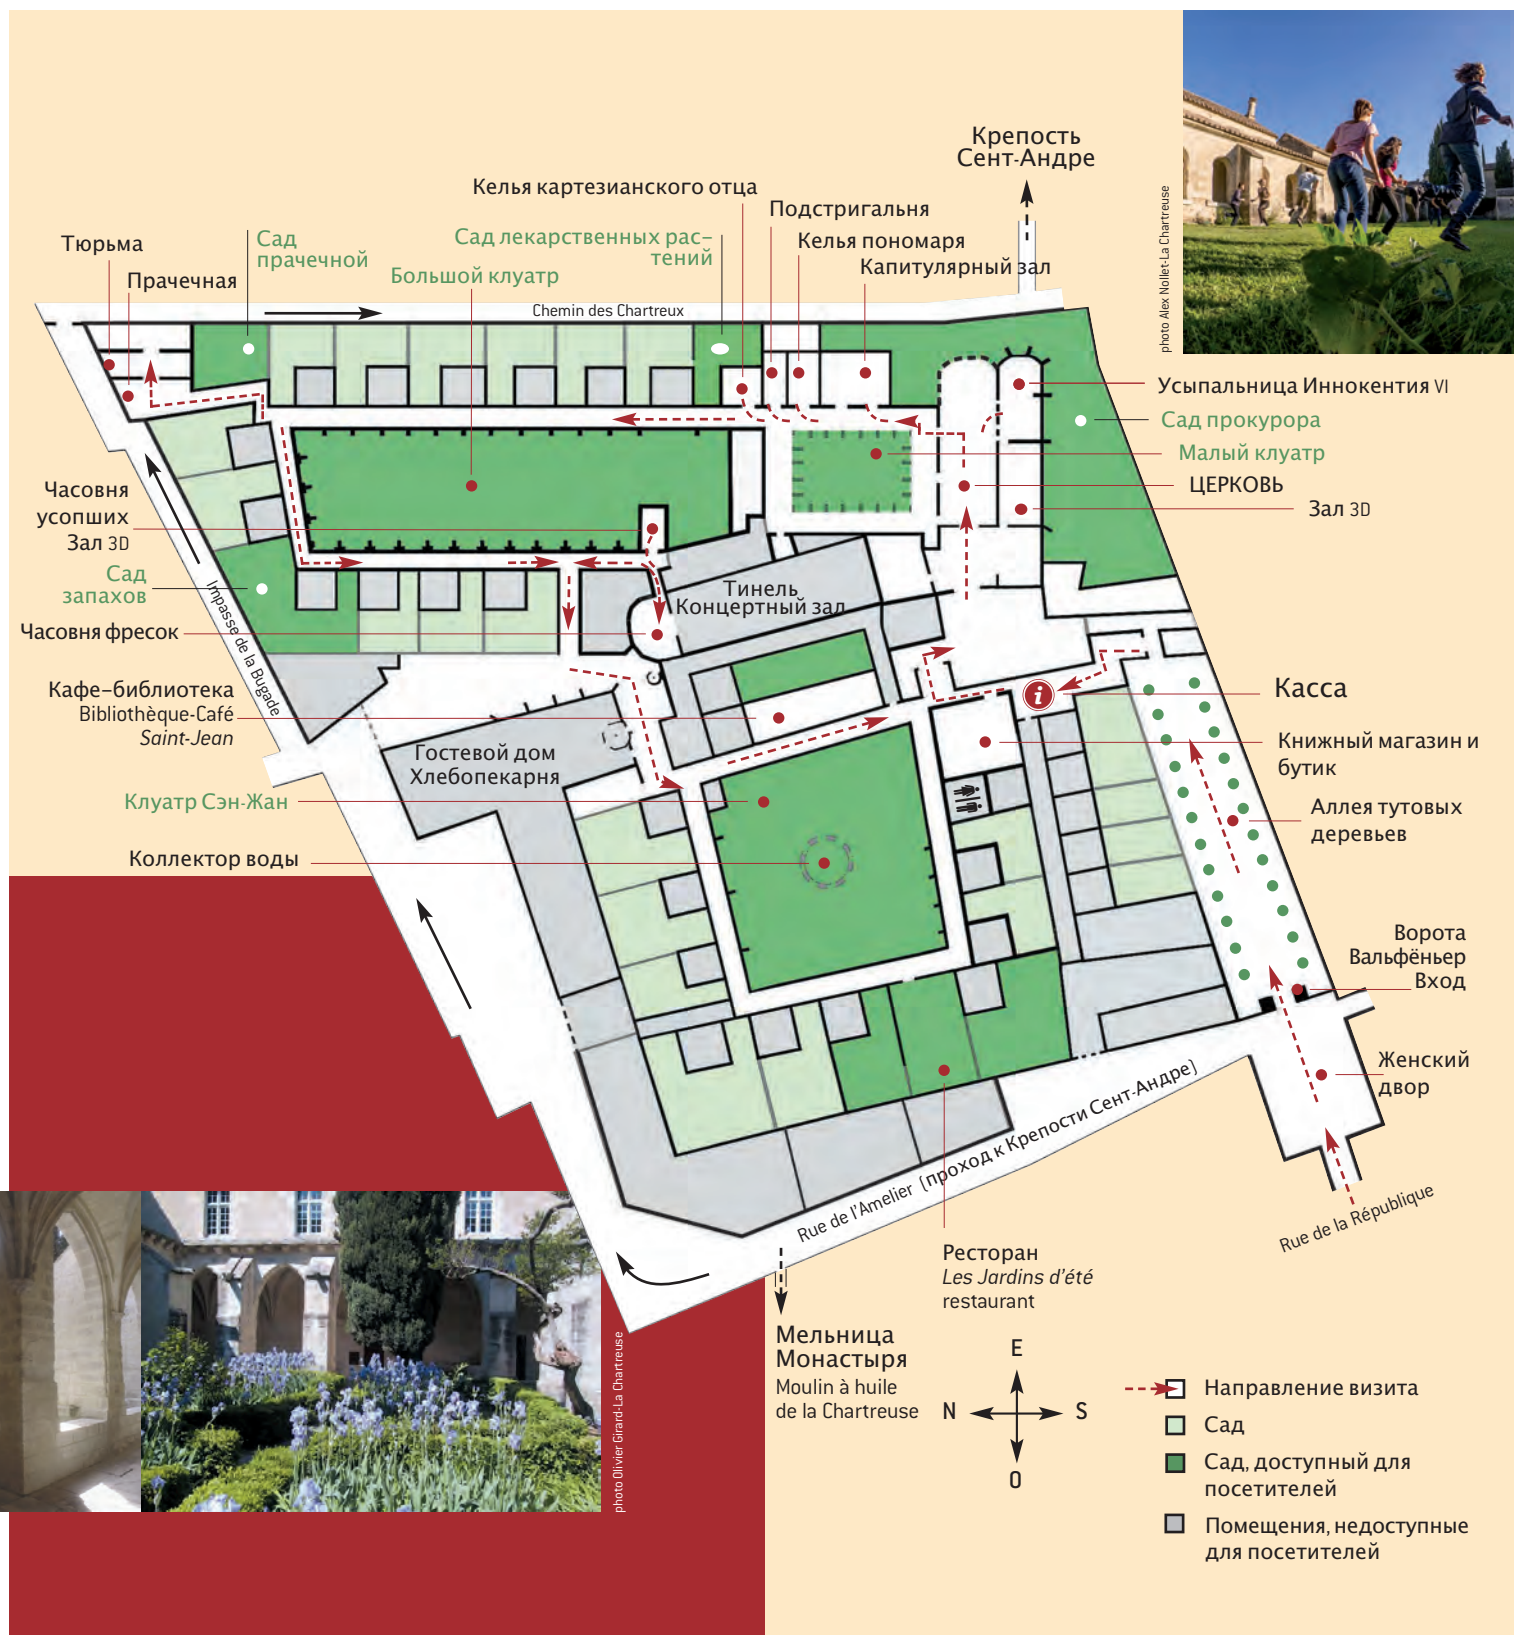 Крепость
Сент-Андре
Келья картезианского отца
Подстригальня
Келья пономаря
Капитулярный зал
Тюрьма
Прачечная
Сад
прачечной
Сад лекарственных рас-
тений
Большой клуатр
Chemin des Chartreux
photo Alex Nollet-La Chartreuse
Усыпальница Иннокентия VI
Сад прокурора
Малый клуатр
ЦЕРКОВЬ
Зал 3D
Часовня
усопших
Зал 3D
Сад
запахов
Часовня фресок
Impasse de la Bugade
Тинель
Концертный зал
Кафе-библиотека
Bibliothèque-Café
Saint-Jean
Гостевой дом
Хлебопекарня
Клуатр Сэн-Жан
Коллектор воды
i
Касса
Книжный магазин и
бутик
Аллея тутовых
деревьев
Ворота
Вальфёньер
Вход
Женский
двор
Rue de l'Amelier (проход к Крепости Сент-Андре)
Rue de la République
Ресторан
Les Jardins d'été
restaurant
Мельница
Монастыря
Moulin à huile
de la Chartreuse
E
N
S
O
Направление визита
Сад
Сад, доступный для
посетителей
Помещения, недоступные
для посетителей
photo Olivier Girard-La Chartreuse